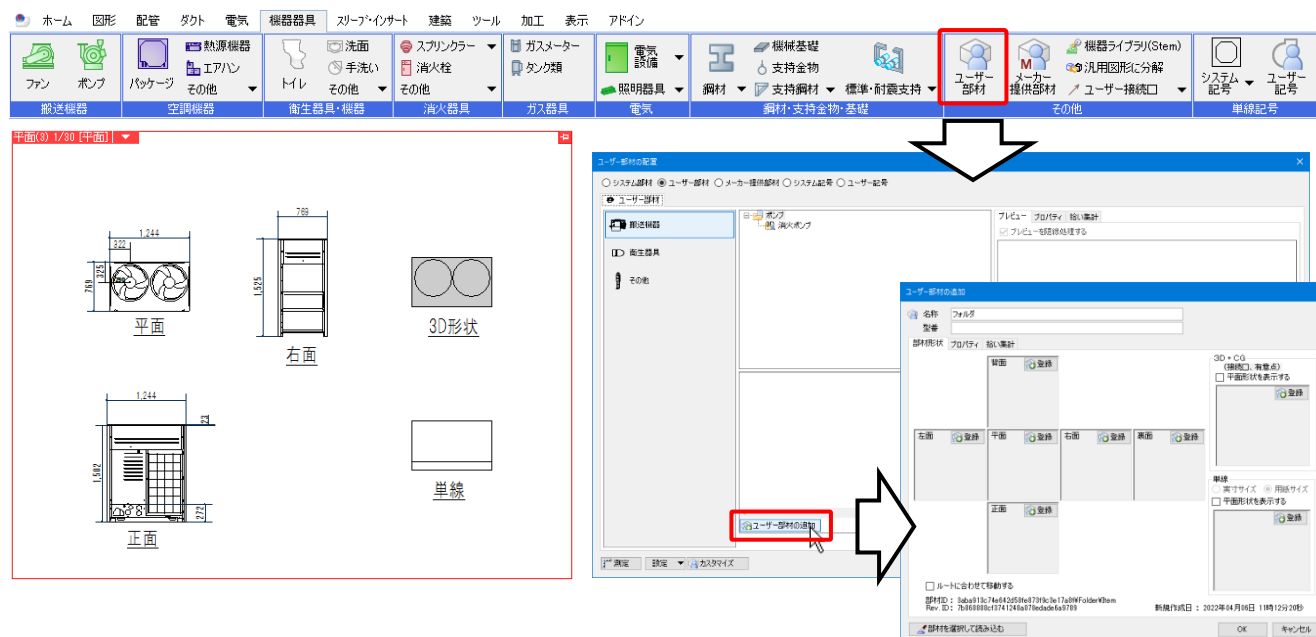 ホーム 図形 配管 ダクト 電気 機器器具 スリーブ・インサート 建築 ツール 加工 表示 アドイン
ファン ポンプ
搬送機器
パッケージ 熱源機器 エアハン その他
空調機器
トイレ 洗面 手洗い その他
衛生器具・機器
スプリンクラー 消火栓 その他
消火器具
ガスメーター タンク類
ガス器具
電気設備 照明器具
電気
鋼材 機械基礎 支持金物 支持鋼材 標準・耐震支持
鋼材・支持金物・基礎
ユーザー部材 メーカー提供部材 機器ライブラリ(Stem) 汎用図形に分解 ユーザー接続口
その他
システム記号 ユーザー記号
単線記号
平面(3) 1/30 [平面]
1,244
322
769
325
平面
769
1,525
右面
3D形状
1,244
23
1,502
272
正面
単線
ユーザー部材の配置
システム部材 ユーザー部材 メーカー提供部材 システム記号 ユーザー記号
ユーザー部材
搬送機器
衛生器具
その他
ポンプ
消火ポンプ
プレビュー プロパティ 拾い集計
プレビューを隠線処理する
ユーザー部材の追加
測定 設定 カスタマイズ
ユーザー部材の追加
名称 フォルダ
型番
部材形状 プロパティ 拾い集計
背面 登録
左面 登録 平面 登録 右面 登録 裏面 登録
正面 登録
3D・CG
(接続口、有意点)
平面形状を表示する
登録
単線
実寸サイズ 用紙サイズ
平面形状を表示する
登録
ルートに合わせて移動する
部材ID :
Rev. ID :
新規作成日 : 2022年04月06日 11時12分20秒
部材を選択して読み込む OK キャンセル